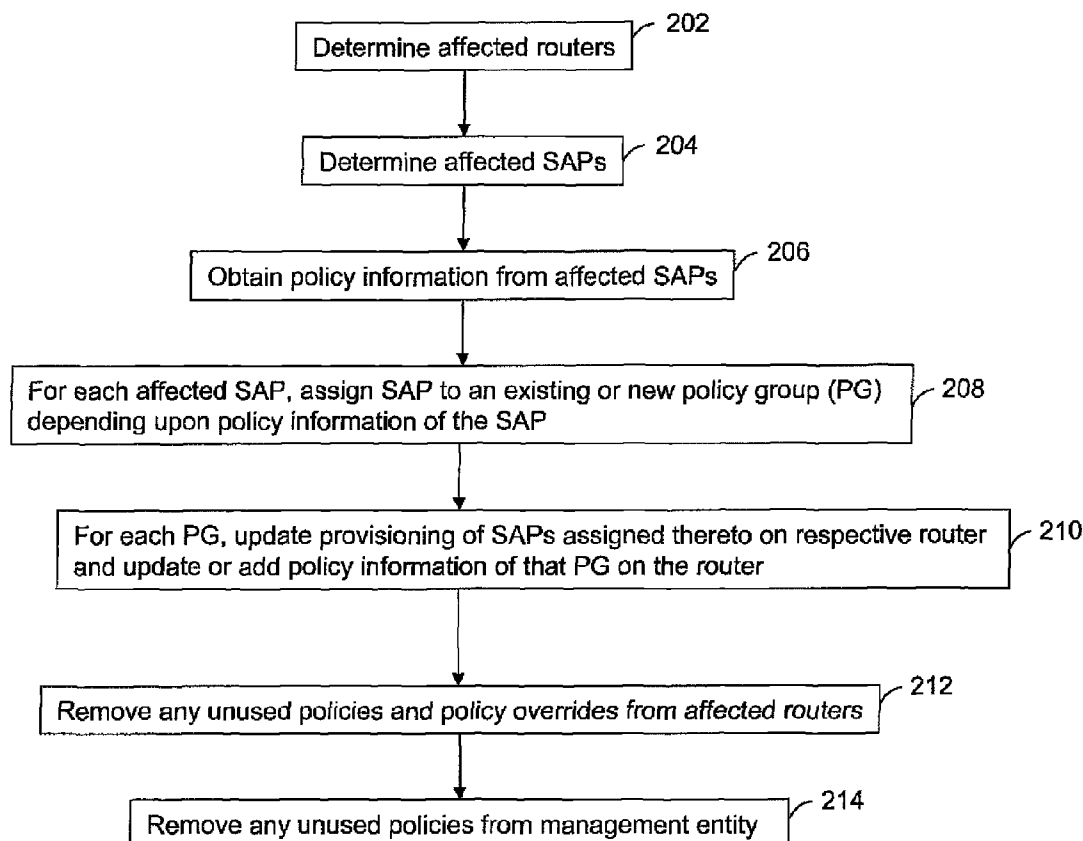 202
Determine affected routers
204
Determine affected SAPs
206
Obtain policy information from affected SAPs
208
For each affected SAP, assign SAP to an existing or new policy group (PG)
depending upon policy information of the SAP
210
For each PG, update provisioning of SAPs assigned thereto on respective router
and update or add policy information of that PG on the router
212
Remove any unused policies and policy overrides from affected routers
214
Remove any unused policies from management entity